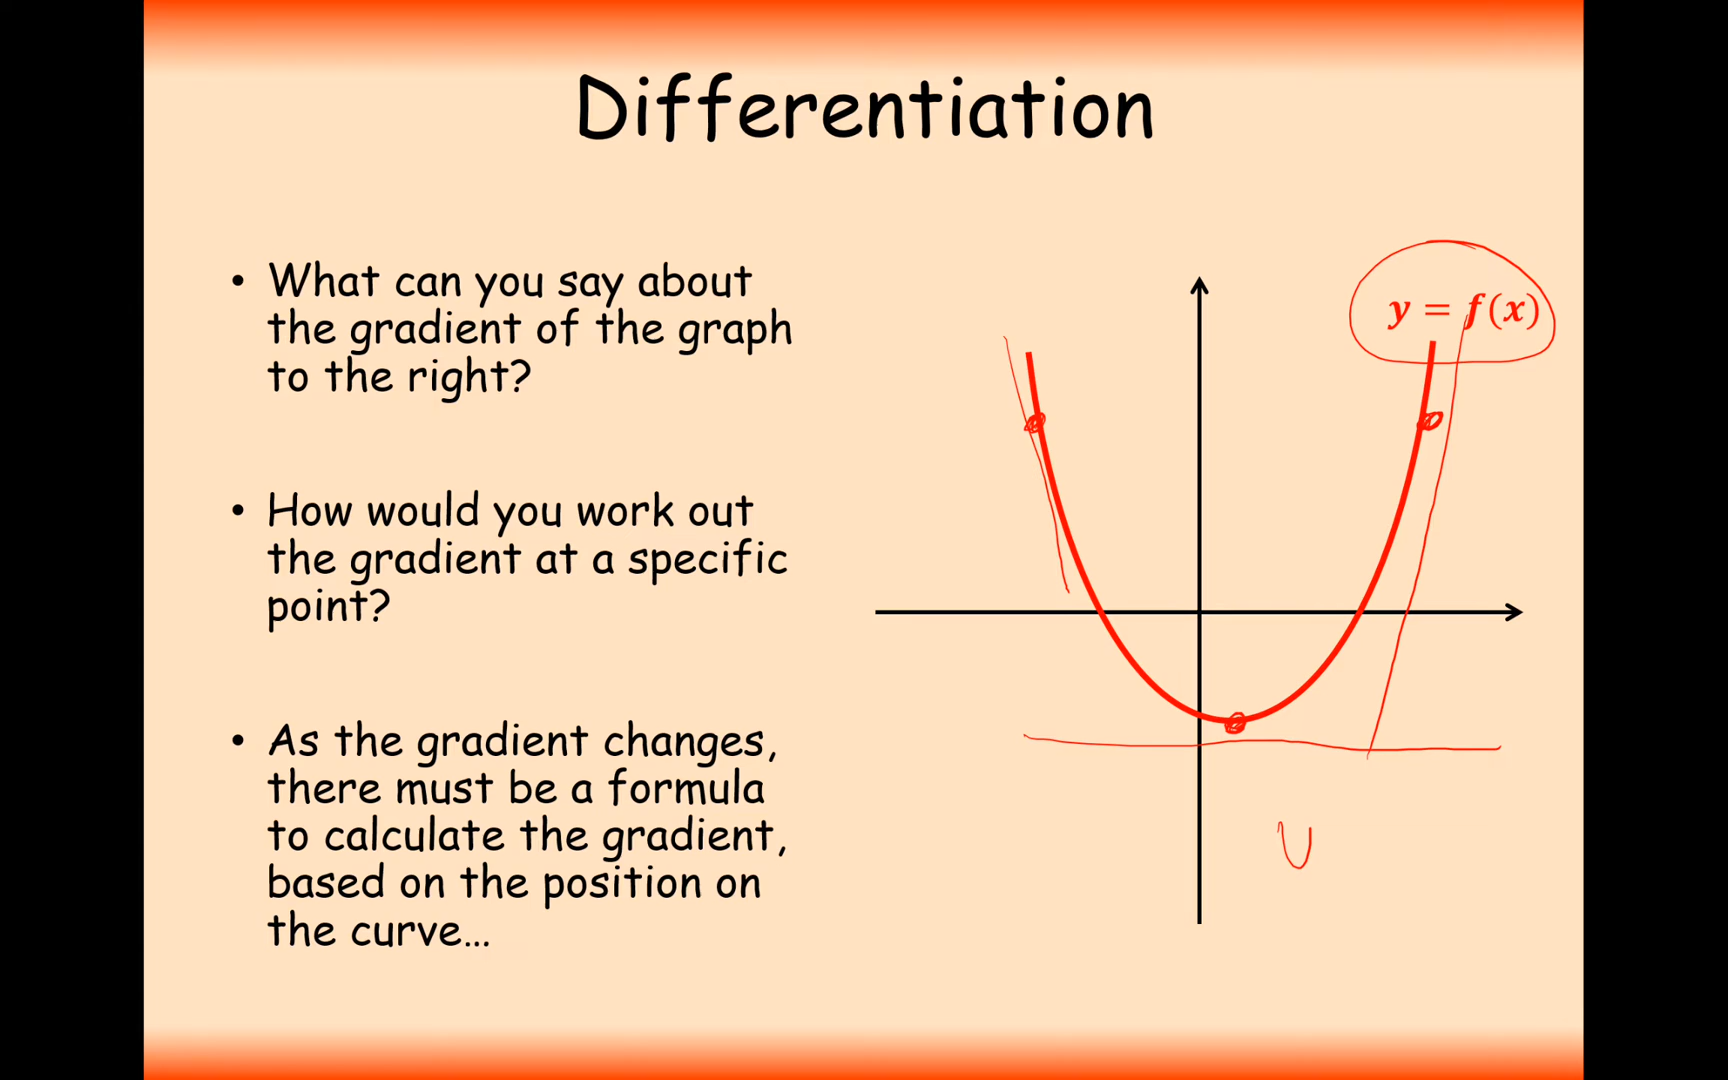 Differentiation
• What can you say about
the gradient of the graph
to the right?
• How would you work out
the gradient at a specific
point?
• As the gradient changes,
there must be a formula
to calculate the gradient,
based on the position on
the curve...
y = f(x)
U